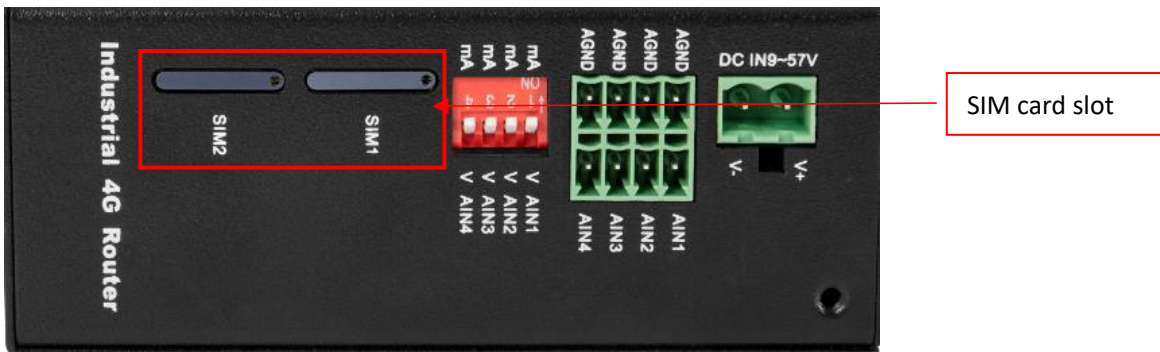 Industrial 4G Router
SIM2
SIM1
mA mA mA mA
ON
4 3 2 1
V AIN4
V AIN3
V AIN2
V AIN1
AGND AGND AGND AGND
AIN4 AIN3 AIN2 AIN1
DC IN9~57V
V- V+
SIM card slot